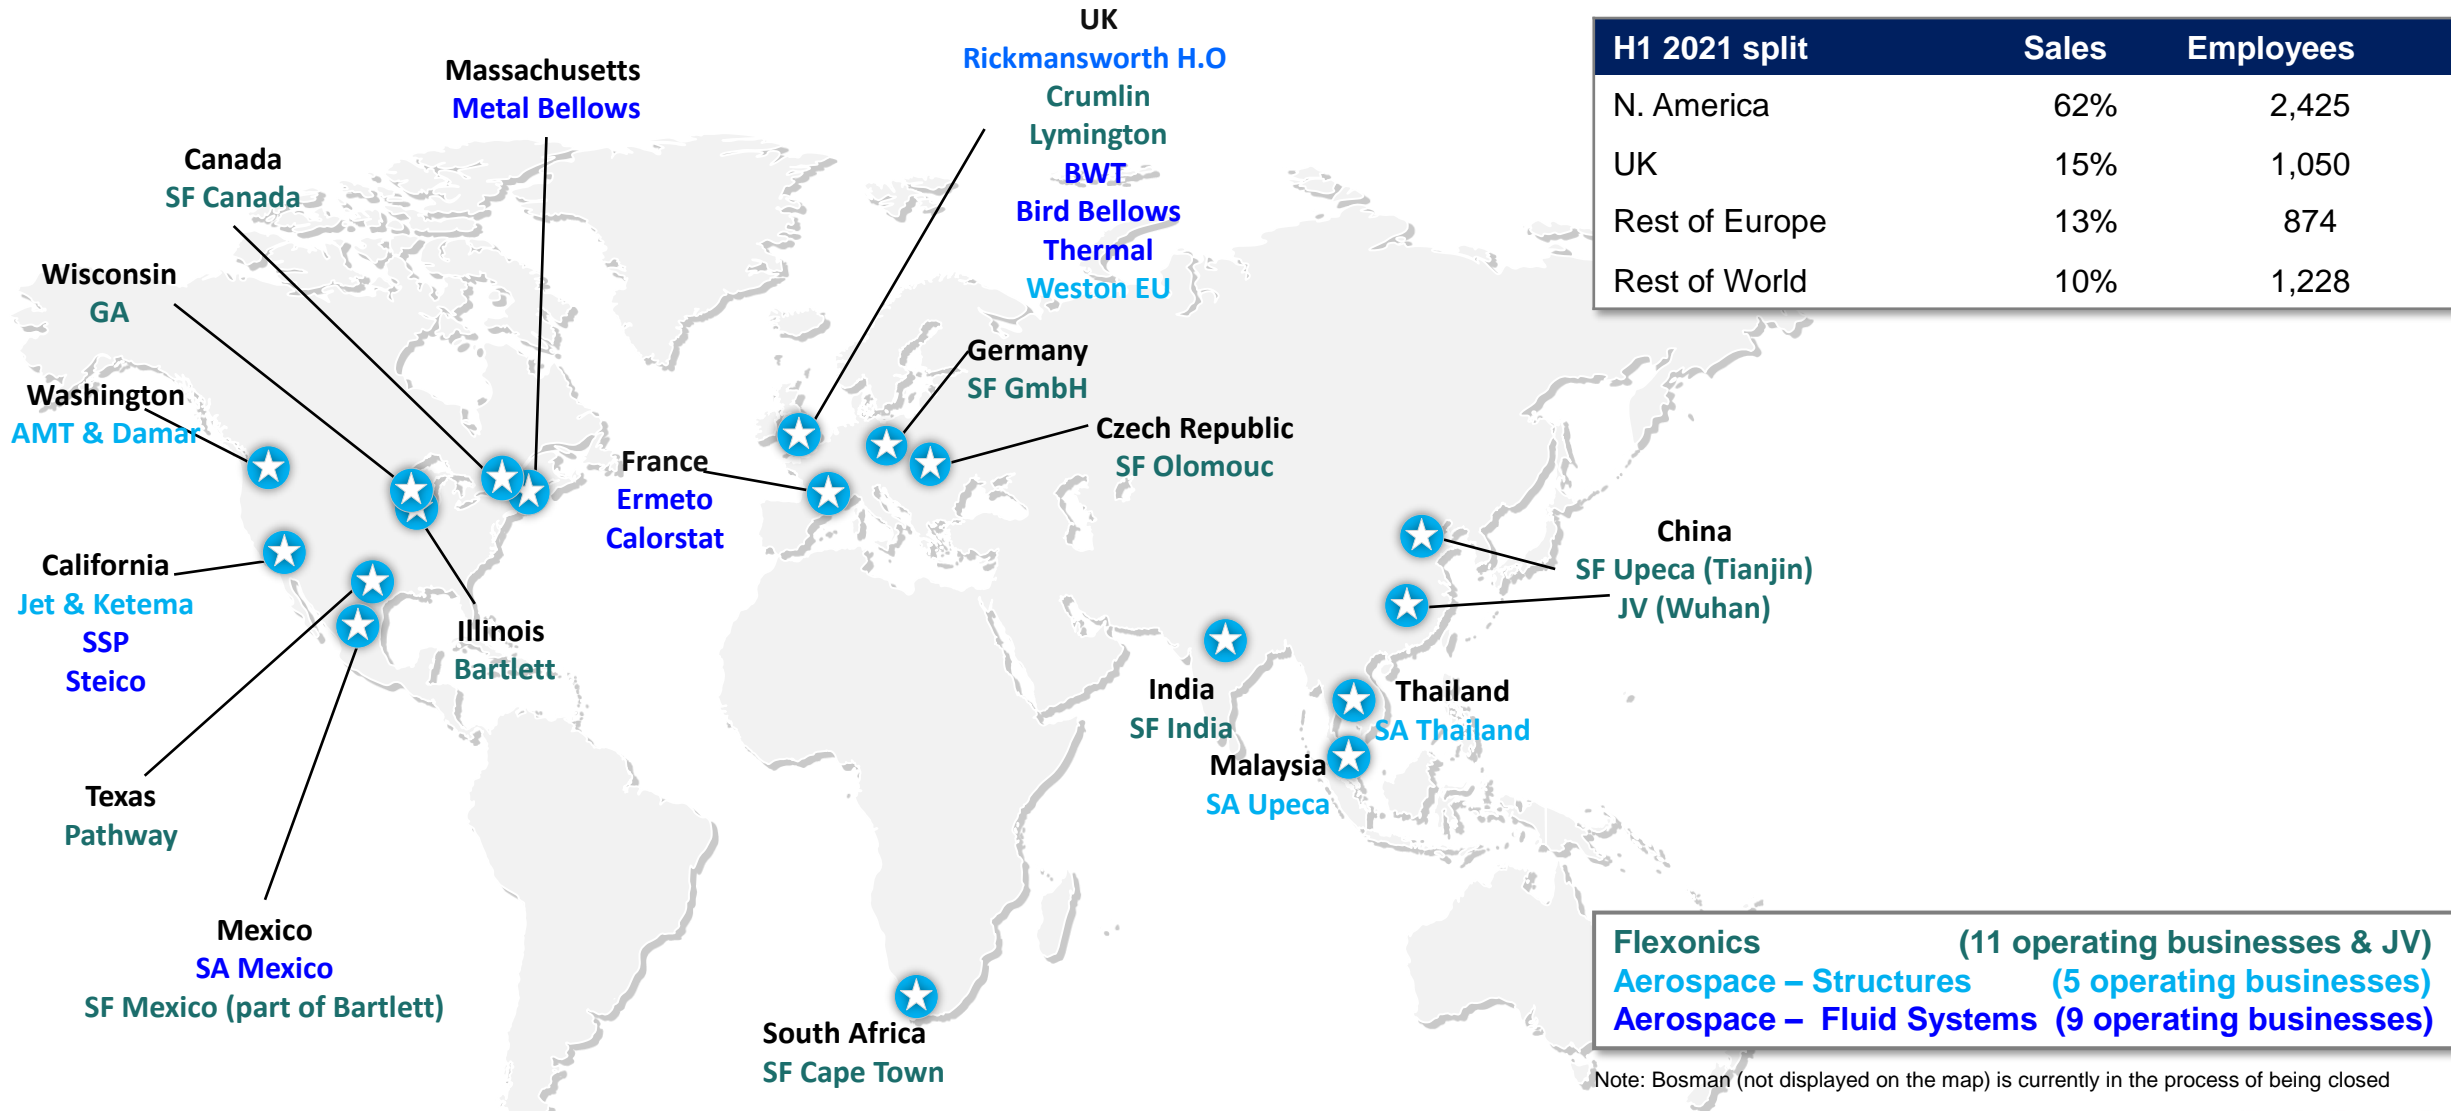 UK
Rickmansworth H.O
Crumlin
Lymington
BWT
Bird Bellows
Thermal
Weston EU
Massachusetts
Metal Bellows
Canada
SF Canada
Wisconsin
GA
Washington
AMT & Damar
California
Jet & Ketema
SSP
Steico
Texas
Pathway
Mexico
SA Mexico
SF Mexico (part of Bartlett)
Illinois
Bartlett
France
Ermeto
Calorstat
Germany
SF GmbH
Czech Republic
SF Olomouc
China
SF Upeca (Tianjin)
JV (Wuhan)
India
SF India
Thailand
SA Thailand
Malaysia
SA Upeca
South Africa
SF Cape Town
H1 2021 split Sales Employees
N. America 62% 2,425
UK 15% 1,050
Rest of Europe 13% 874
Rest of World 10% 1,228
Flexonics (11 operating businesses & JV)
Aerospace – Structures (5 operating businesses)
Aerospace – Fluid Systems (9 operating businesses)
Note: Bosman (not displayed on the map) is currently in the process of being closed